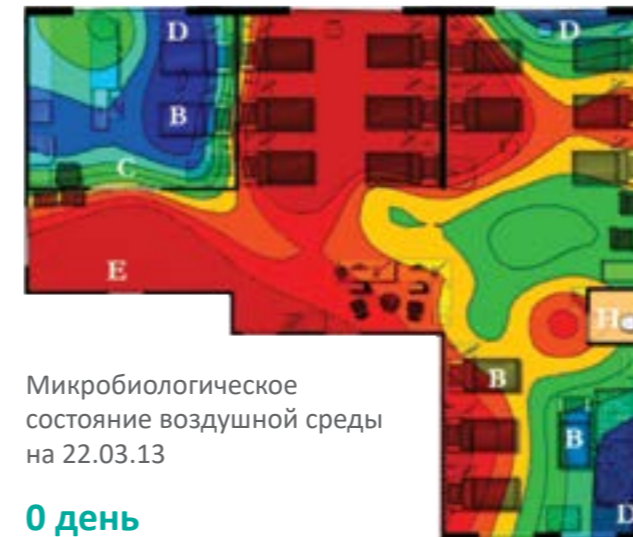 D
D
B
C
E
H
B
B
D
Микробиологическое
состояние воздушной среды
на 22.03.13
0 день